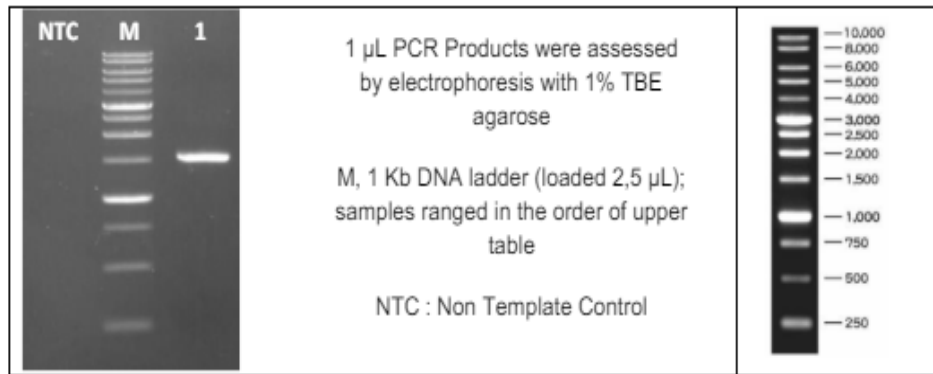 NTC M 1
1 µL PCR Products were assessed
by electrophoresis with 1% TBE
agarose
M, 1 Kb DNA ladder (loaded 2,5 µL);
samples ranged in the order of upper
table
NTC : Non Template Control
10,000
8,000
6,000
5,000
4,000
3,000
2,500
2,000
1,500
1,000
750
500
250